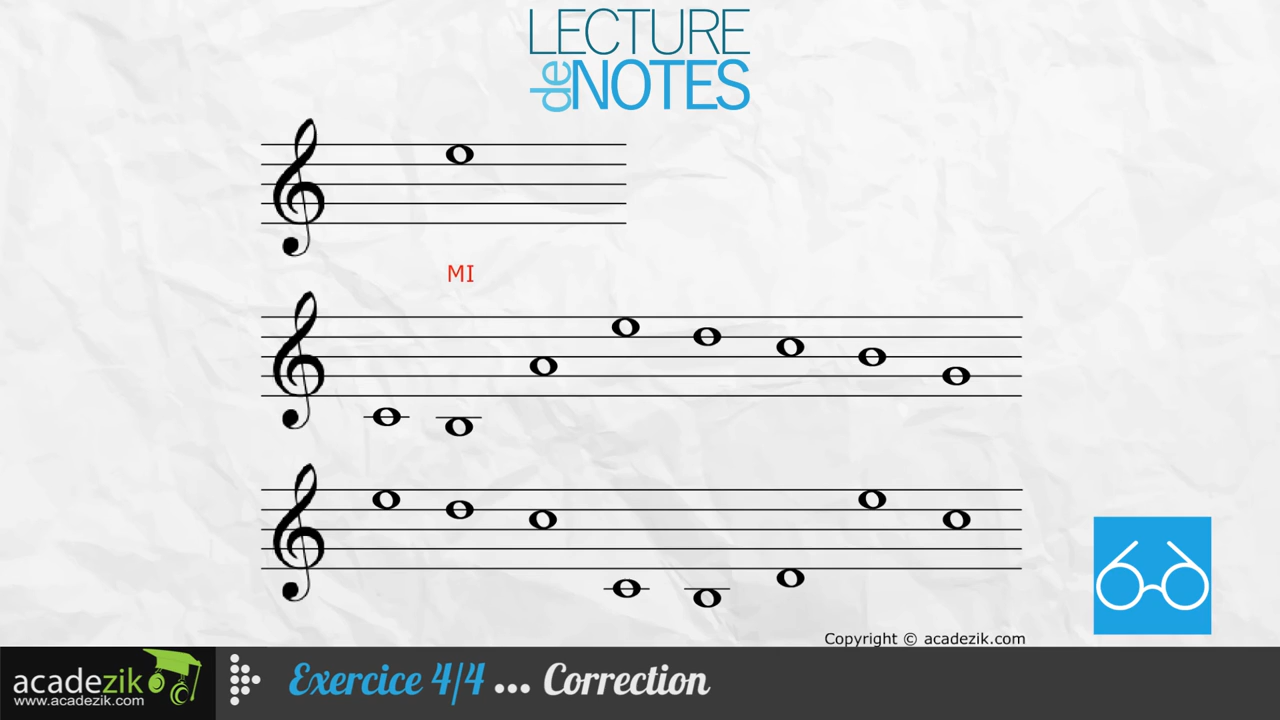 LECTURE
de NOTES
MI
Copyright © acadezik.com
acadezik
www.acadezik.com
Exercice 4/4 ... Correction